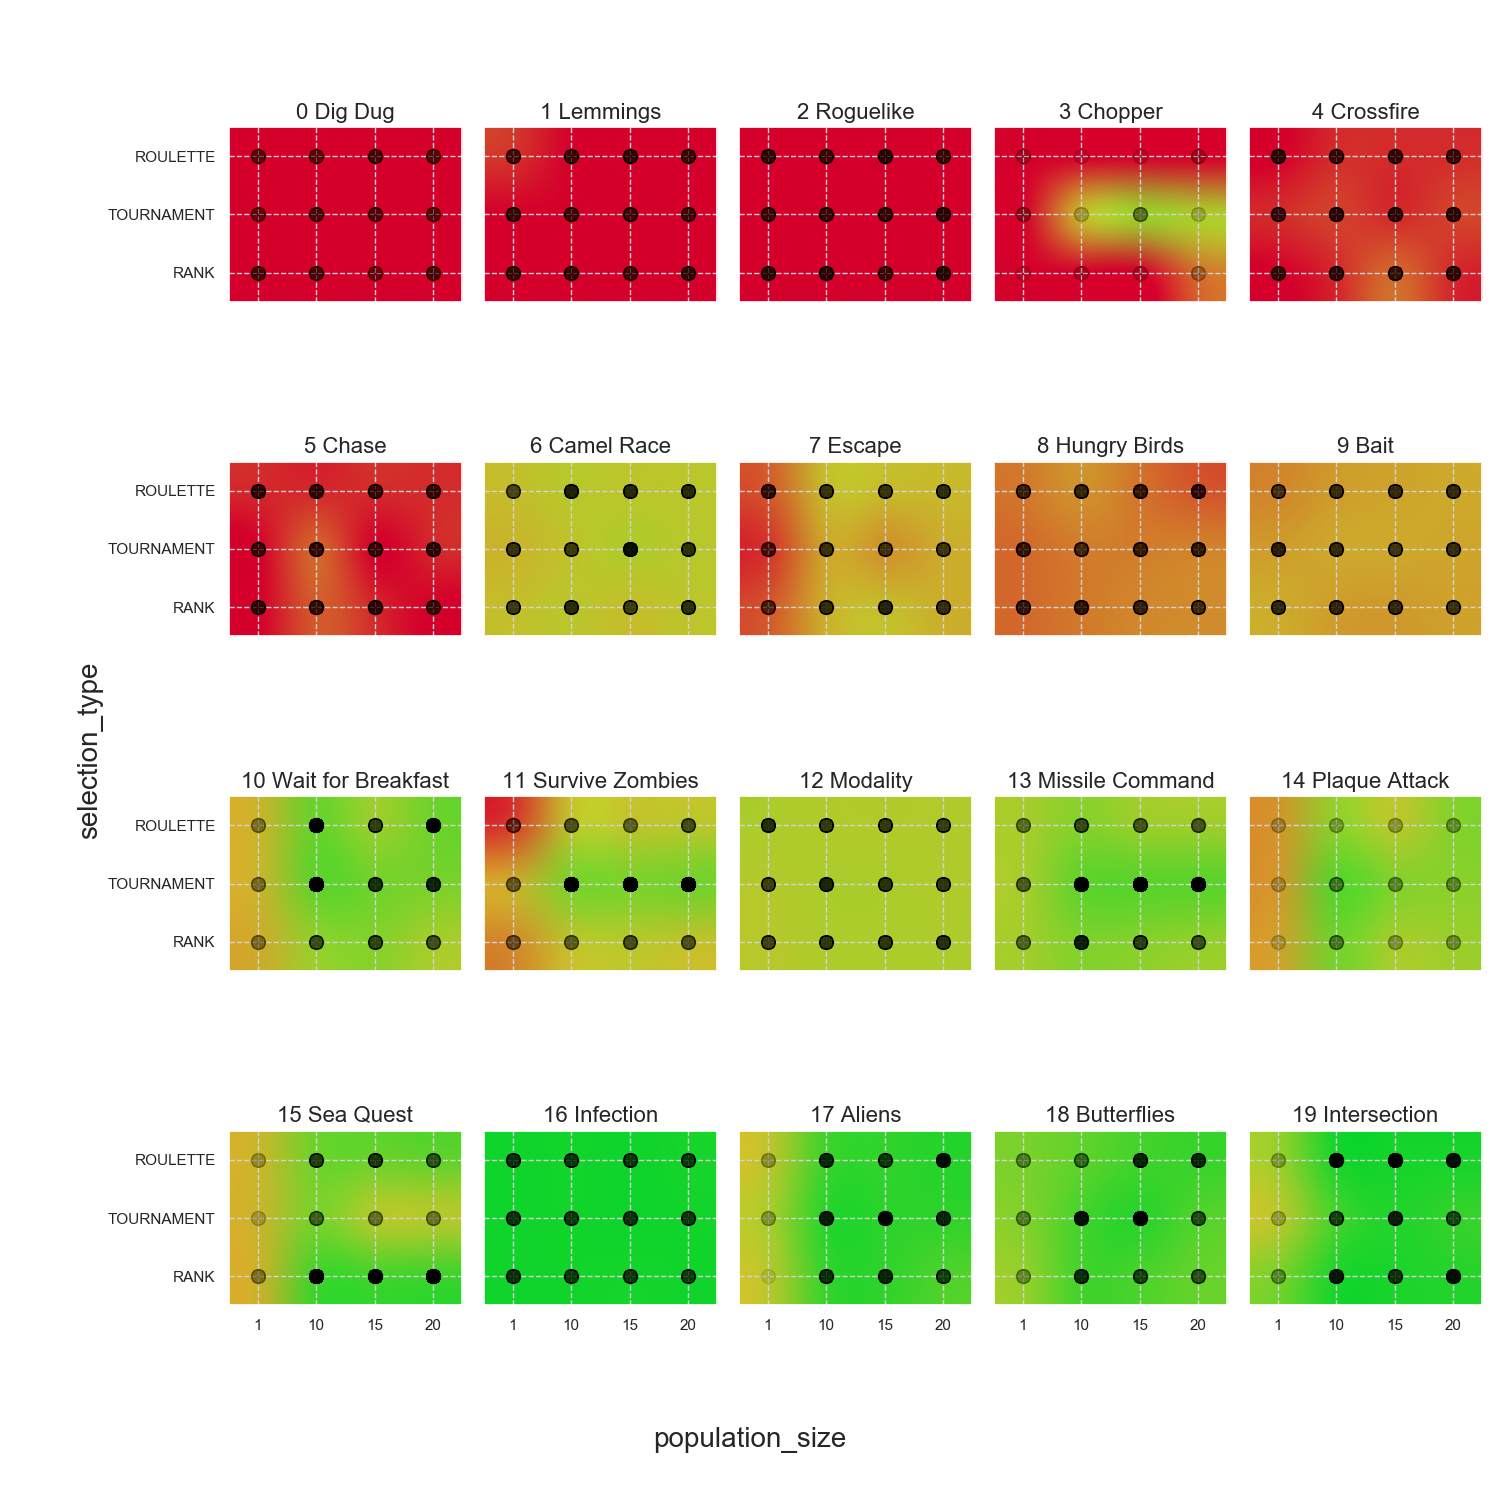 0 Dig Dug
1 Lemmings
2 Roguelike
3 Chopper
4 Crossfire
ROULETTE
TOURNAMENT
RANK
5 Chase
6 Camel Race
7 Escape
8 Hungry Birds
9 Bait
ROULETTE
TOURNAMENT
RANK
selection_type
10 Wait for Breakfast
11 Survive Zombies
12 Modality
13 Missile Command
14 Plaque Attack
ROULETTE
TOURNAMENT
RANK
15 Sea Quest
16 Infection
17 Aliens
18 Butterflies
19 Intersection
ROULETTE
TOURNAMENT
RANK
1 10 15 20
1 10 15 20
1 10 15 20
1 10 15 20
1 10 15 20
population_size